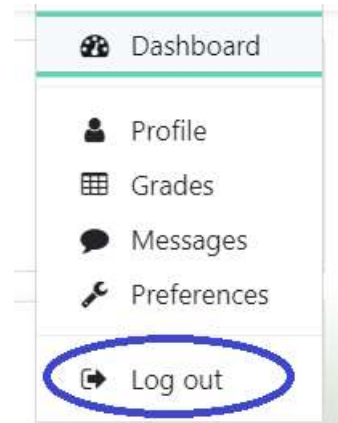 Dashboard
Profile
Grades
Messages
Preferences
Log out